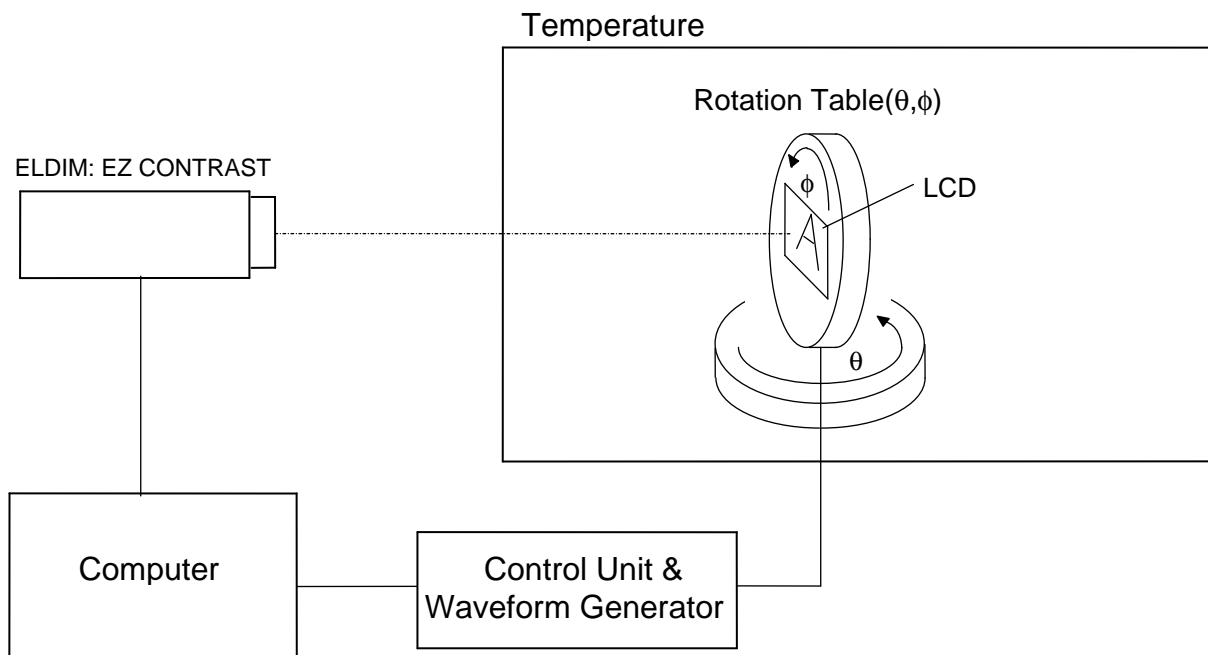 Temperature
Rotation Table(θ,ϕ)
ELDIM: EZ CONTRAST
ϕ
LCD
A
θ
Computer
Control Unit &
Waveform Generator